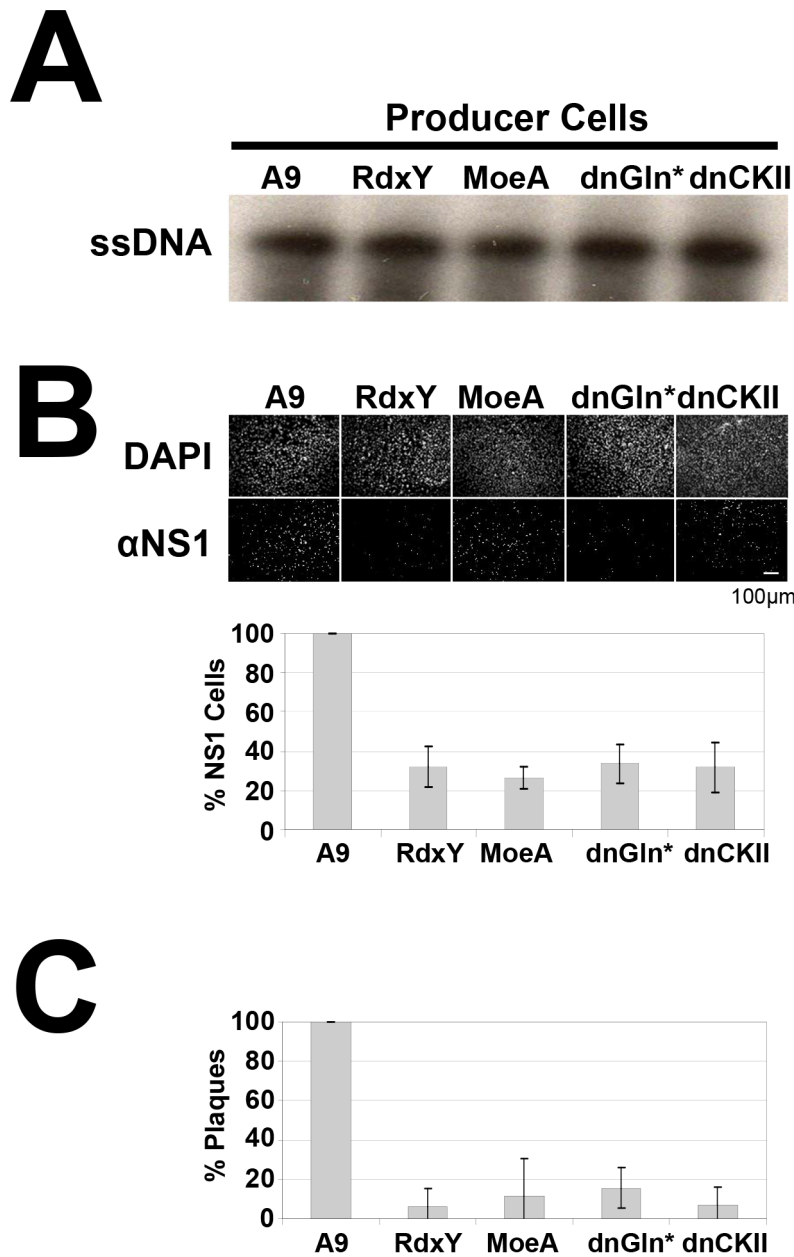 A
Producer Cells
A9 RdxY MoeA dnGln* dnCKII
ssDNA
B
A9 RdxY MoeA dnGln* dnCKII
DAPI
αNS1
100µm
100
80
60
40
20
0
% NS1 Cells
A9 RdxY MoeA dnGln* dnCKII
C
100
80
60
40
20
0
% Plaques
A9 RdxY MoeA dnGln* dnCKII